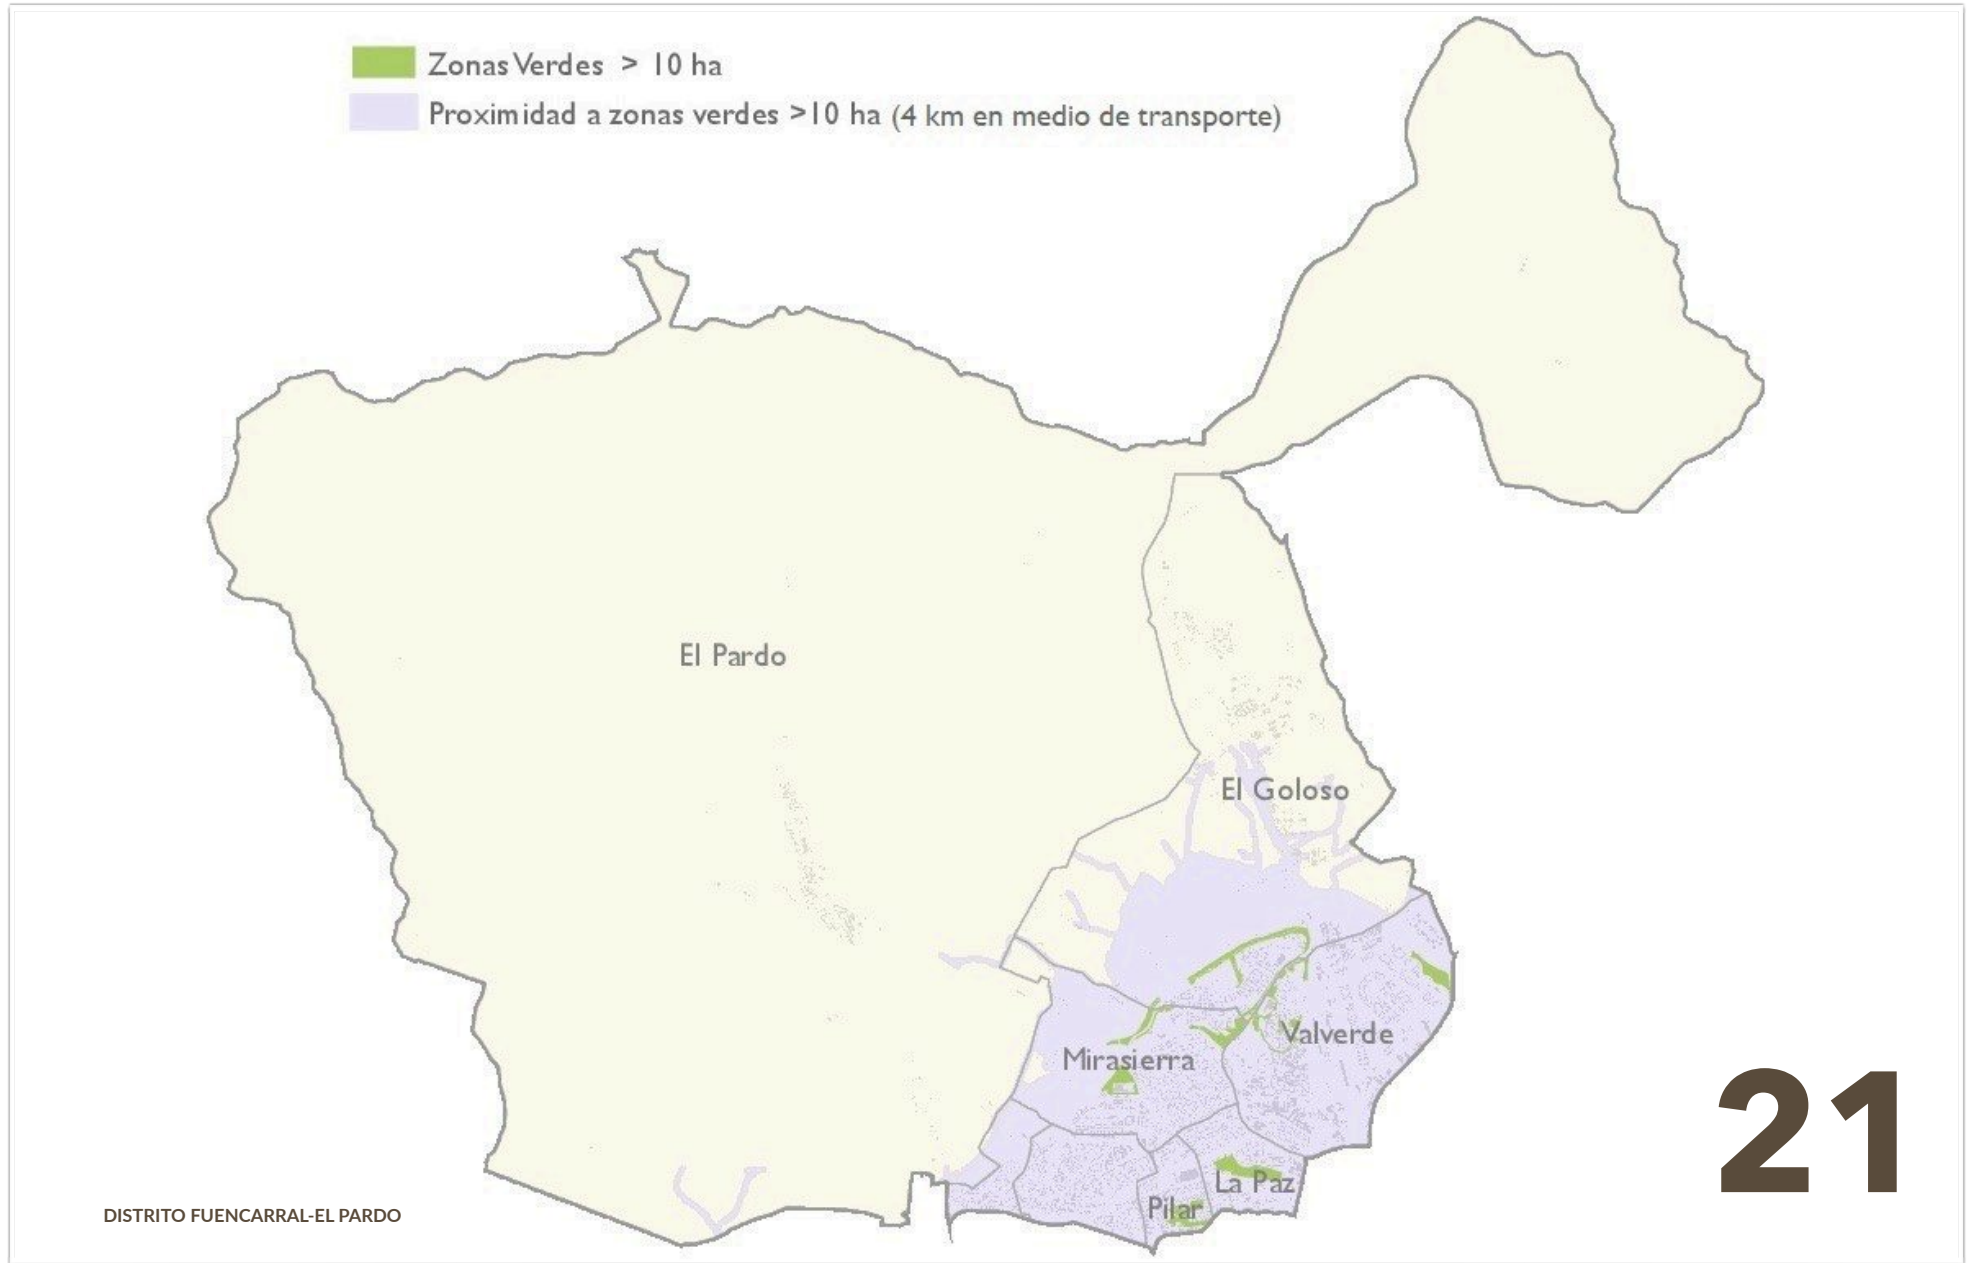 Zonas Verdes > 10 ha
Proximidad a zonas verdes >10 ha (4 km en medio de transporte)
El Pardo
El Goloso
Valverde
Mirasierra
La Paz
Pilar
21
DISTRITO FUENCARRAL-EL PARDO